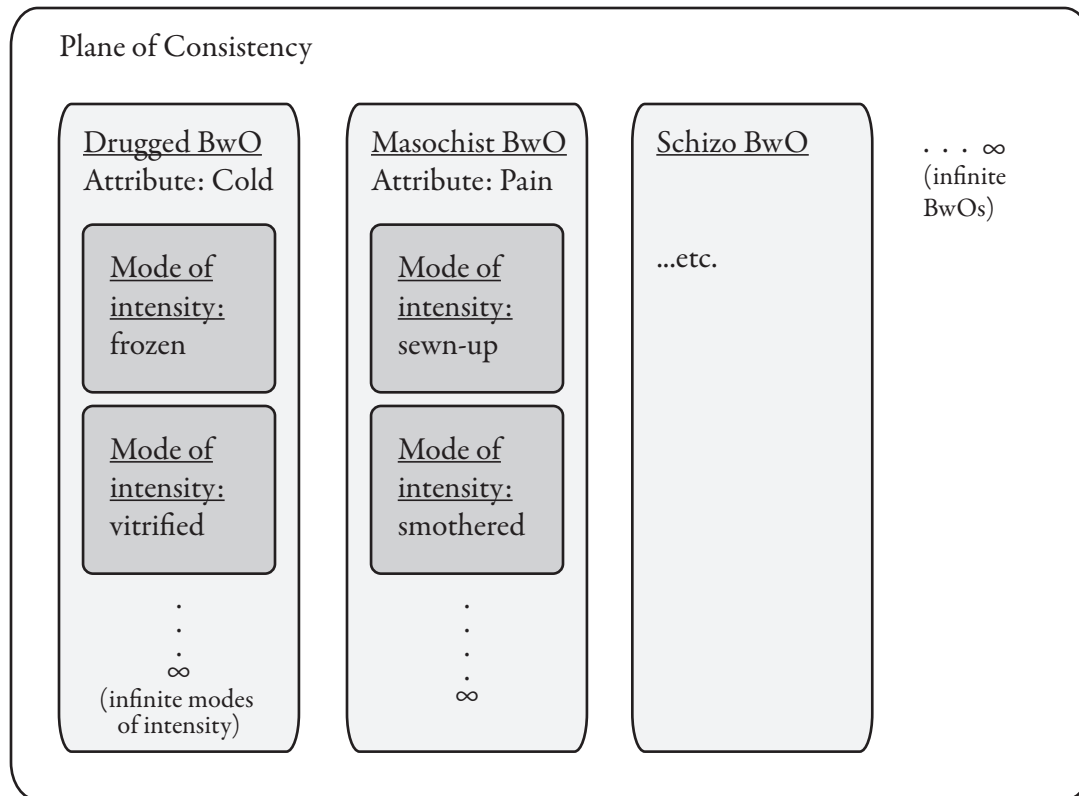 Plane of Consistency
Drugged BwO
Attribute: Cold
Mode of
intensity:
frozen
Mode of
intensity:
vitrified
.
.
.
∞
(infinite modes
of intensity)
Masochist BwO
Attribute: Pain
Mode of
intensity:
sewn-up
Mode of
intensity:
smothered
.
.
.
.
∞
Schizo BwO
...etc.
. . . ∞
(infinite
BwOs)